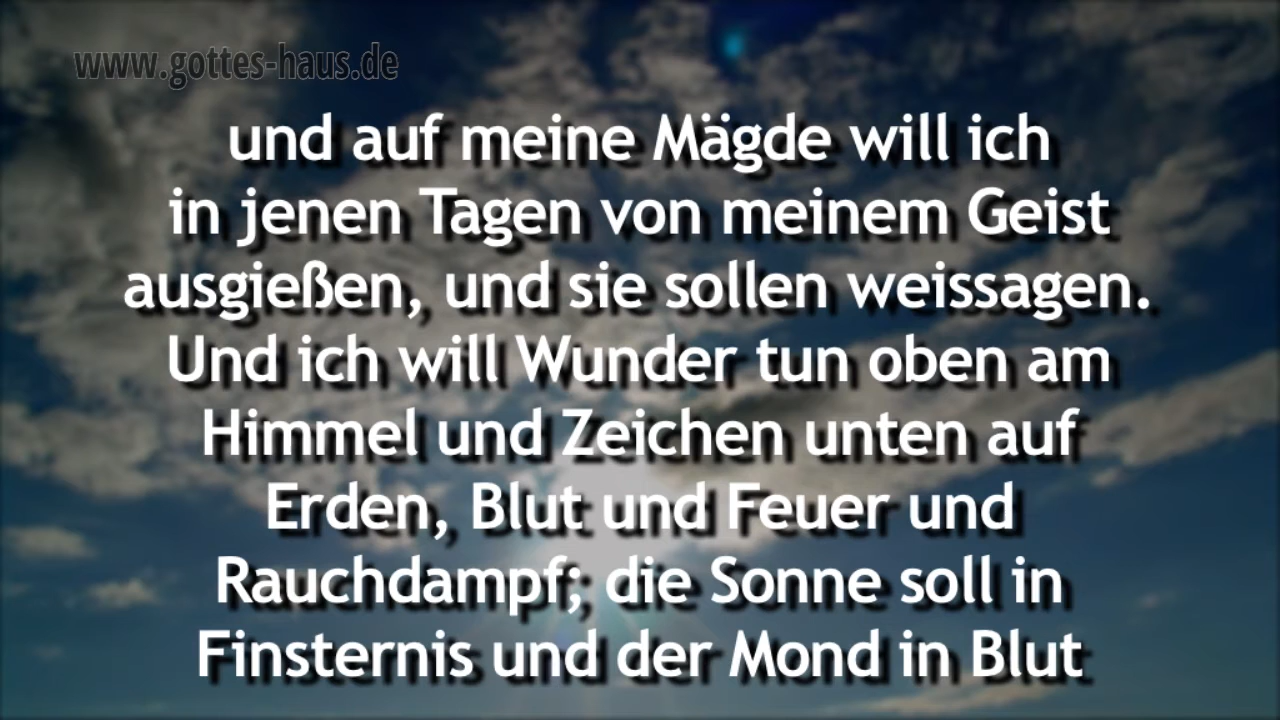 www.gottes-haus.de
und auf meine Mägde will ich
in jenen Tagen von meinem Geist
ausgießen, und sie sollen weissagen.
Und ich will Wunder tun oben am
Himmel und Zeichen unten auf
Erden, Blut und Feuer und
Rauchdampf; die Sonne soll in
Finsternis und der Mond in Blut